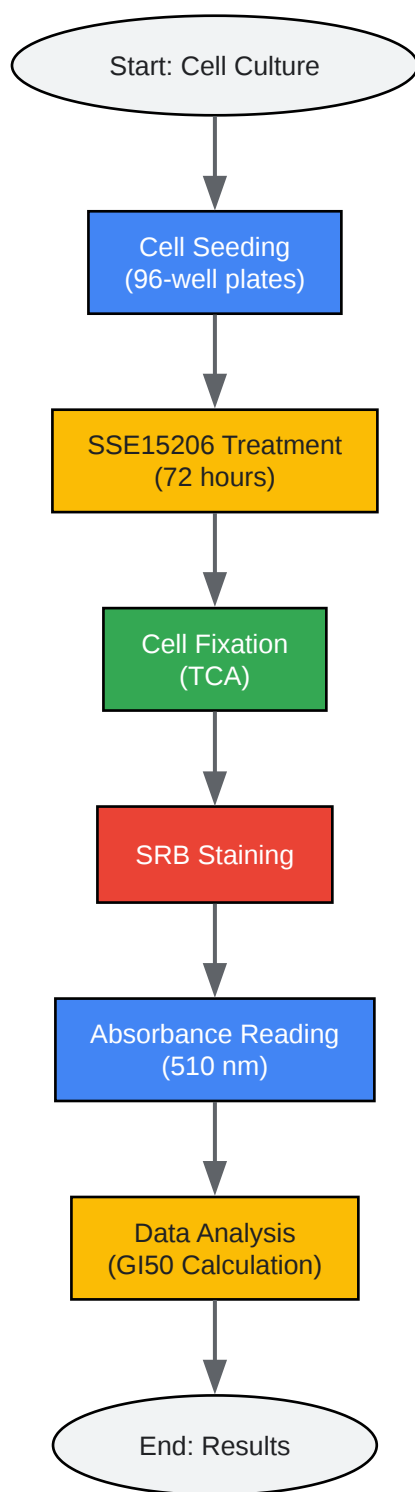 Start: Cell Culture
Cell Seeding
(96-well plates)
SSE15206 Treatment
(72 hours)
Cell Fixation
(TCA)
SRB Staining
Absorbance Reading
(510 nm)
Data Analysis
(GI50 Calculation)
End: Results